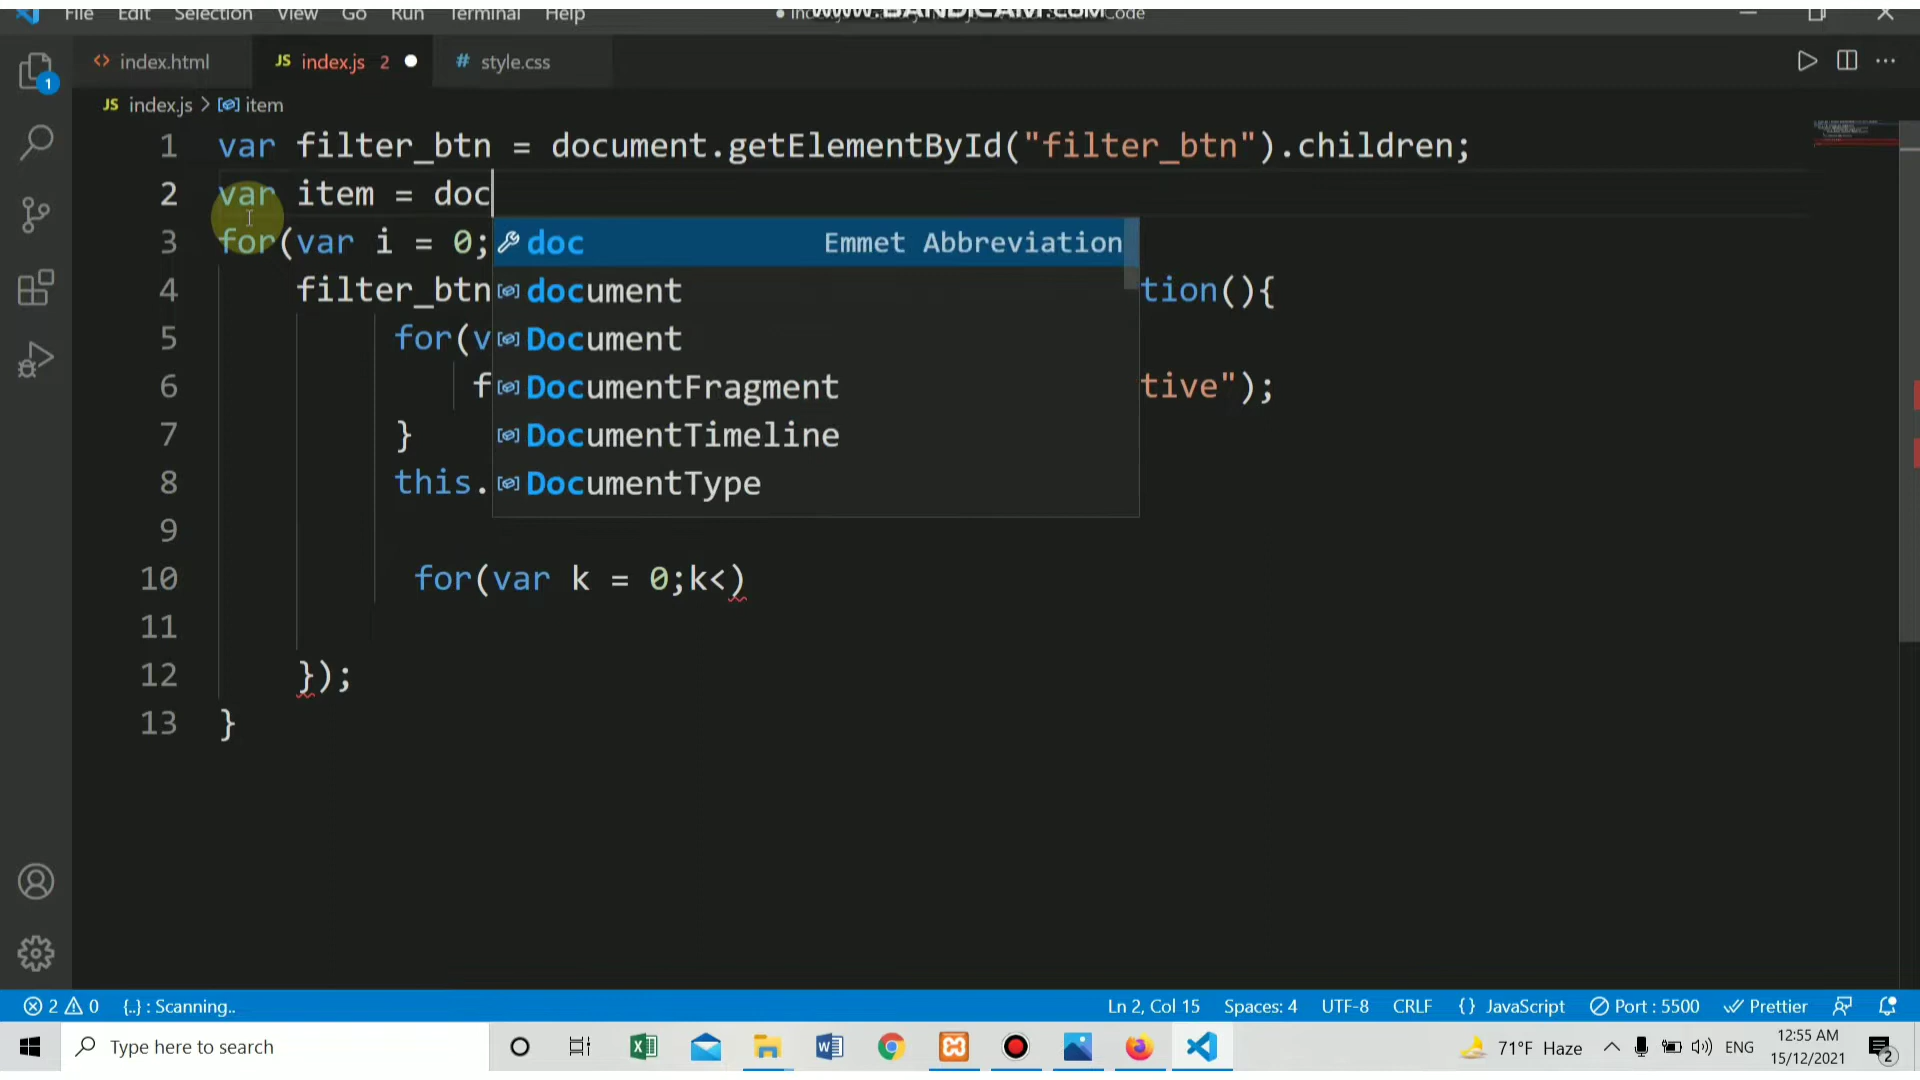 File Edit Selection View Go Run Terminal Help
WWW.BANDICAM.COM
Code
index.html
JS index.js 2
# style.css
JS index.js > item
1 var filter_btn = document.getElementById("filter_btn").children;
2 var item = doc
3 for(var i = 0;
doc Emmet Abbreviation
4 filter_btn
document
tion(){
5 for(v
Document
6 f
DocumentFragment
tive");
7 }
DocumentTimeline
8 this.
DocumentType
9
10 for(var k = 0;k<)
11
12 });
13 }
2 0 {..} : Scanning..
Ln 2, Col 15 Spaces: 4 UTF-8 CRLF {} JavaScript Port : 5500 Prettier
Type here to search
71°F Haze
ENG
12:55 AM
15/12/2021
2
1